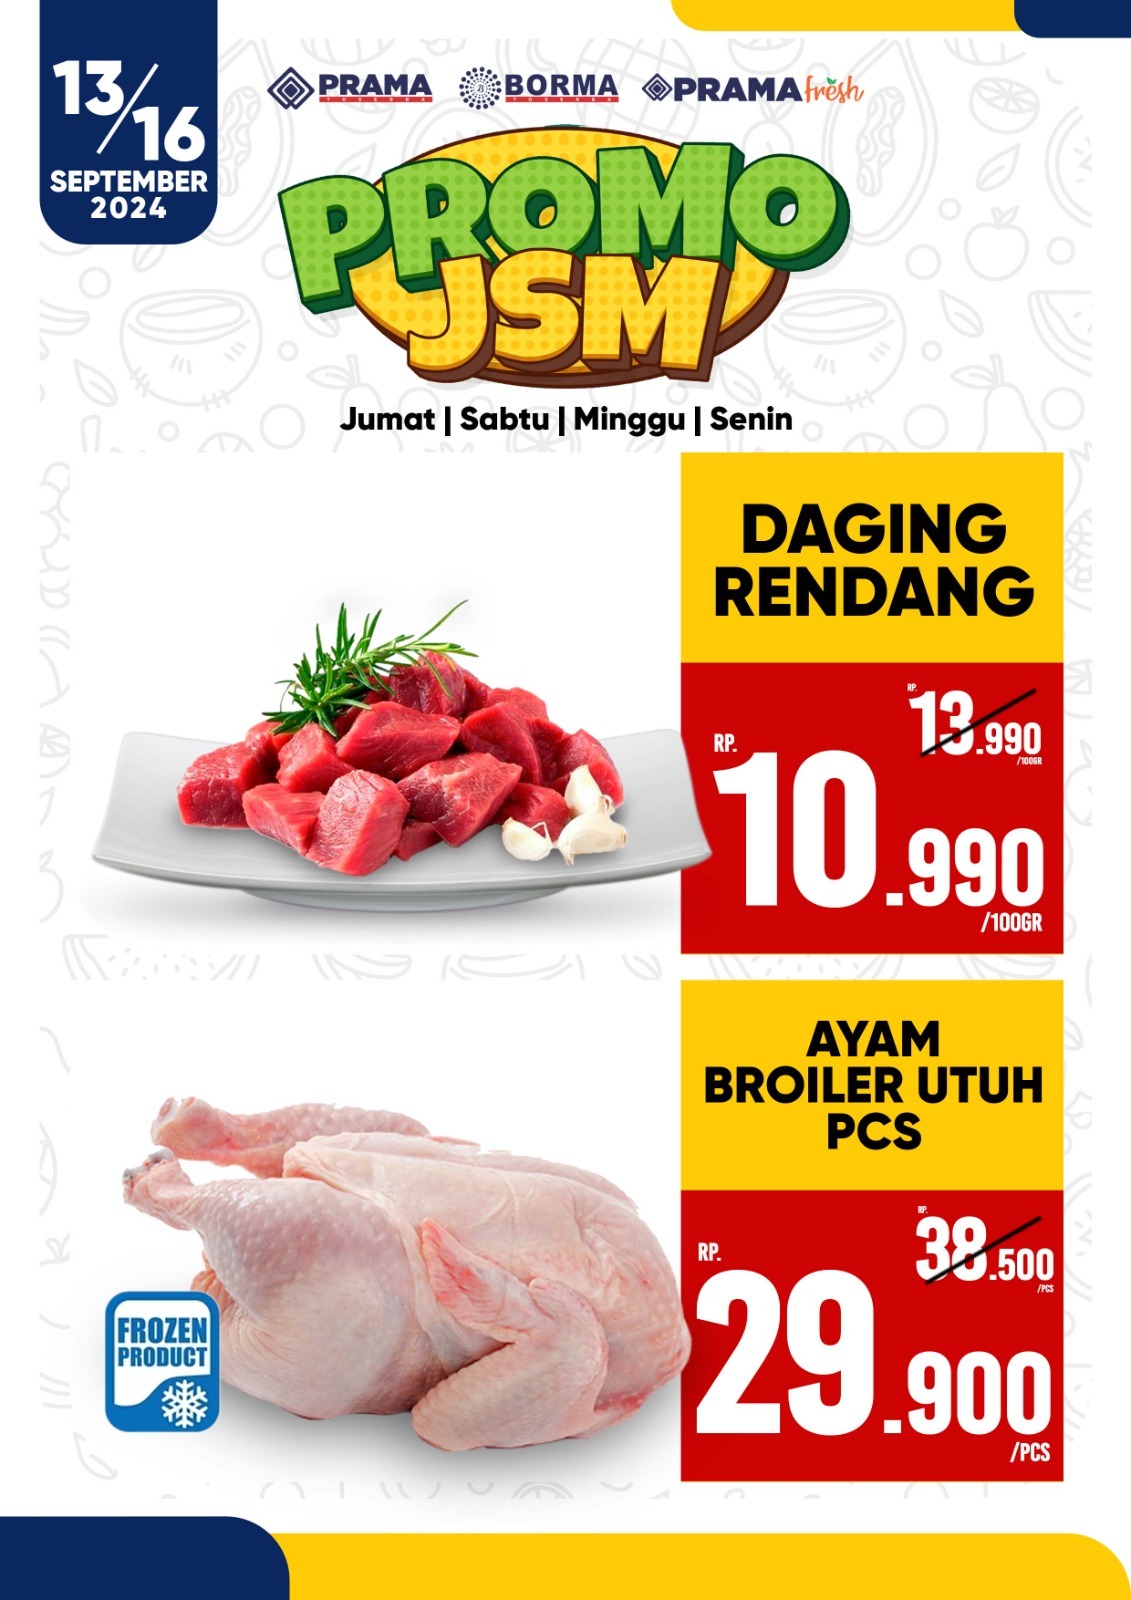 13/16
SEPTEMBER
2024
PRAMA
TOSERBA
BORMA
TOSERBA
PRAMA fresh
PROMO
JSM
Jumat | Sabtu | Minggu | Senin
DAGING
RENDANG
RP.
13.990
/100GR
RP.
10.990
/100GR
AYAM
BROILER UTUH
PCS
RP.
38.500
/PCS
RP.
29.900
/PCS
FROZEN
PRODUCT